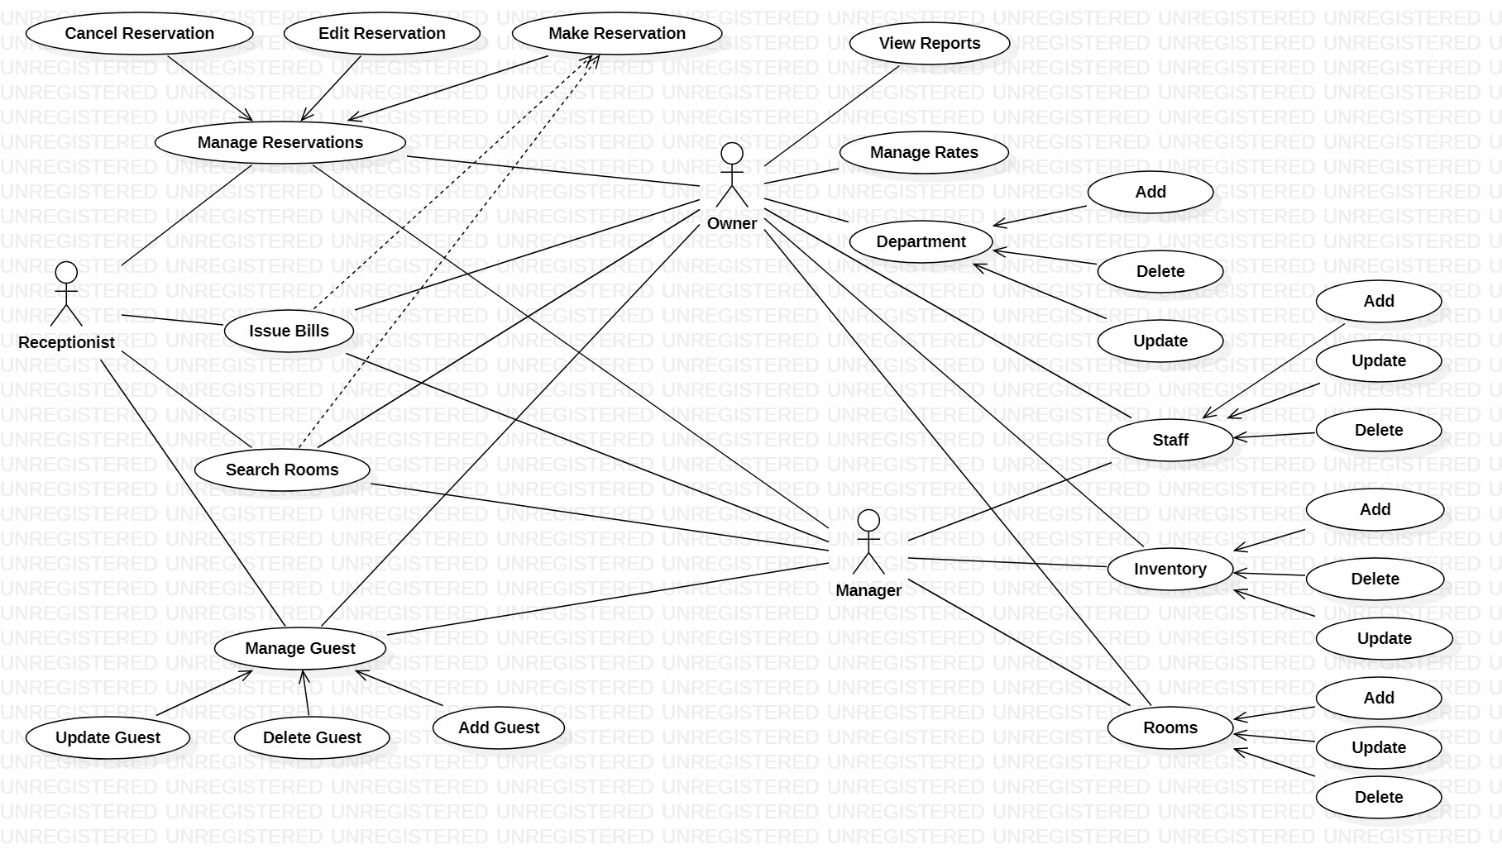 Cancel Reservation
Edit Reservation
Make Reservation
View Reports
Manage Reservations
Manage Rates
Owner
Add
Department
Delete
Receptionist
Issue Bills
Update
Add
Update
Staff
Delete
Search Rooms
Add
Manager
Inventory
Delete
Update
Manage Guest
Add
Update Guest
Delete Guest
Add Guest
Rooms
Update
Delete
UNREGISTERED